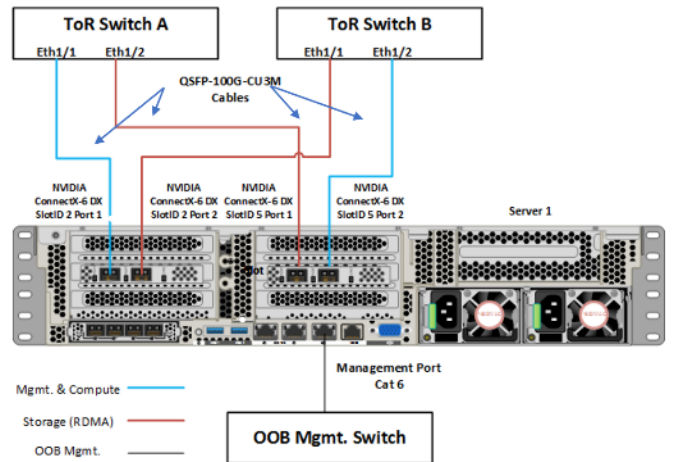 ToR Switch A
ToR Switch B
Eth1/1 Eth1/2
Eth1/1 Eth1/2
QSFP-100G-CU3M
Cables
NVIDIA
ConnectX-6 DX
SlotID 2 Port 1
NVIDIA
ConnectX-6 DX
SlotID 2 Port 2
NVIDIA
ConnectX-6 DX
SlotID 5 Port 1
NVIDIA
ConnectX-6 DX
SlotID 5 Port 2
Server 1
Slot
Management Port
Cat 6
Mgmt. & Compute
Storage (RDMA)
OOB Mgmt.
OOB Mgmt. Switch